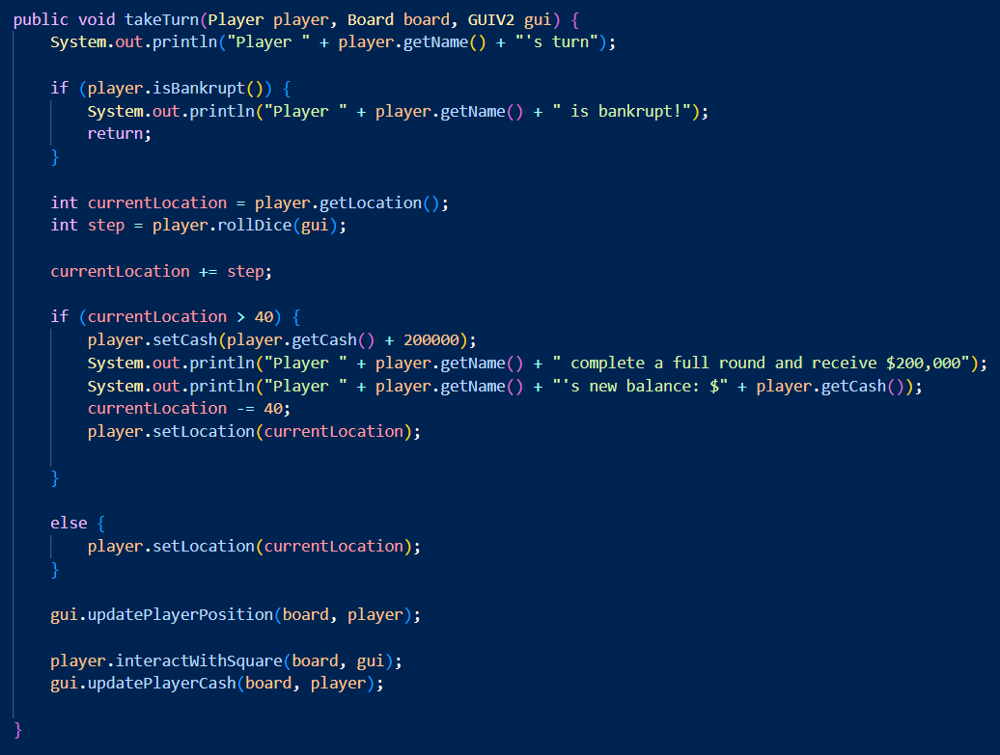 public void takeTurn(Player player, Board board, GUIV2 gui) {
System.out.println("Player " + player.getName() + "'s turn");
if (player.isBankrupt()) {
System.out.println("Player " + player.getName() + " is bankrupt!");
return;
}
int currentLocation = player.getLocation();
int step = player.rollDice(gui);
currentLocation += step;
if (currentLocation > 40) {
player.setCash(player.getCash() + 200000);
System.out.println("Player " + player.getName() + " complete a full round and receive $200,000");
System.out.println("Player " + player.getName() + "'s new balance: $" + player.getCash());
currentLocation -= 40;
player.setLocation(currentLocation);
}
else {
player.setLocation(currentLocation);
}
gui.updatePlayerPosition(board, player);
player.interactWithSquare(board, gui);
gui.updatePlayerCash(board, player);
}